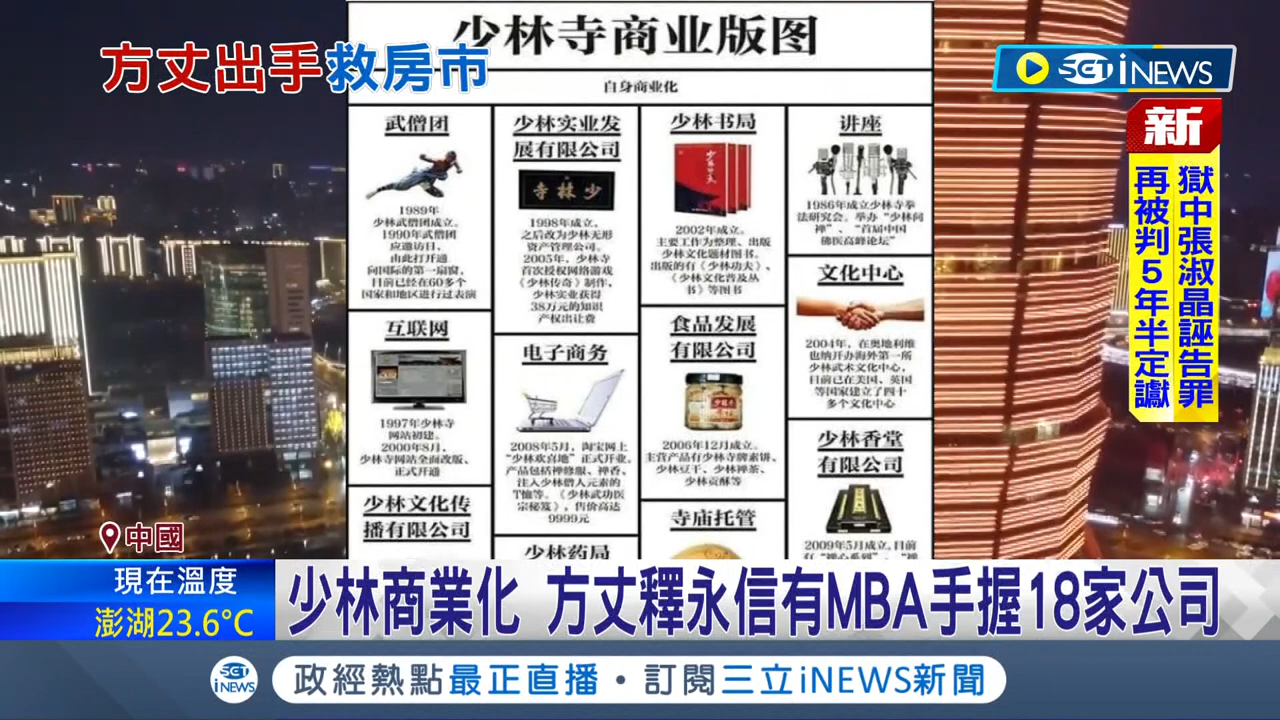 方丈出手救房市
少林寺商业版图
自身商业化
武僧团
1989年
少林武僧团成立。
1990年武僧团
应邀访日，
由此打开通
向国际的第一扇窗，
目前已经在60多个
国家和地区进行过表演
互联网
1997年少林寺
网站初建。
2000年8月，
少林寺网站全面改版、
正式开通
少林文化传
播有限公司
少林实业发
展有限公司
寺林少
1998年成立，
之后改为少林无形
资产管理公司。
2005年，少林寺
首次授权网络游戏
《少林传奇》制作，
少林实业获得
38万元的知识
产权出让费
电子商务
2008年5月，淘宝网上
“少林欢喜地”正式开业，
产品包括禅修服、禅香、
注入少林僧人元素的
T恤等。《少林武功医
宗秘笈》，售价高达
9999元
少林药局
少林书局
2002年成立。
主要工作为整理、出版
少林文化题材图书。
出版的有《少林功夫》、
《少林文化普及丛
书》等图书
食品发展
有限公司
2006年12月成立。
主营产品有少林寺牌素饼、
少林豆干、少林禅茶、
少林贡酥等
寺庙托管
讲座
1986年成立少林寺拳
法研究会。举办“少林问
禅”、“首届中国
佛医高峰论坛”
文化中心
2004年，在奥地利维
也纳开办海外第一所
少林武术文化中心，
目前已在美国、英国
等国家建立了四十
多个文化中心
少林香堂
有限公司
2009年5月成立。目前
SET iNEWS
新
獄中張淑晶誣告罪
再被判5年半定讞
中國
現在溫度
澎湖23.6°C
少林商業化 方丈釋永信有MBA手握18家公司
SET iNEWS
政經熱點最正直播・訂閱三立iNEWS新聞